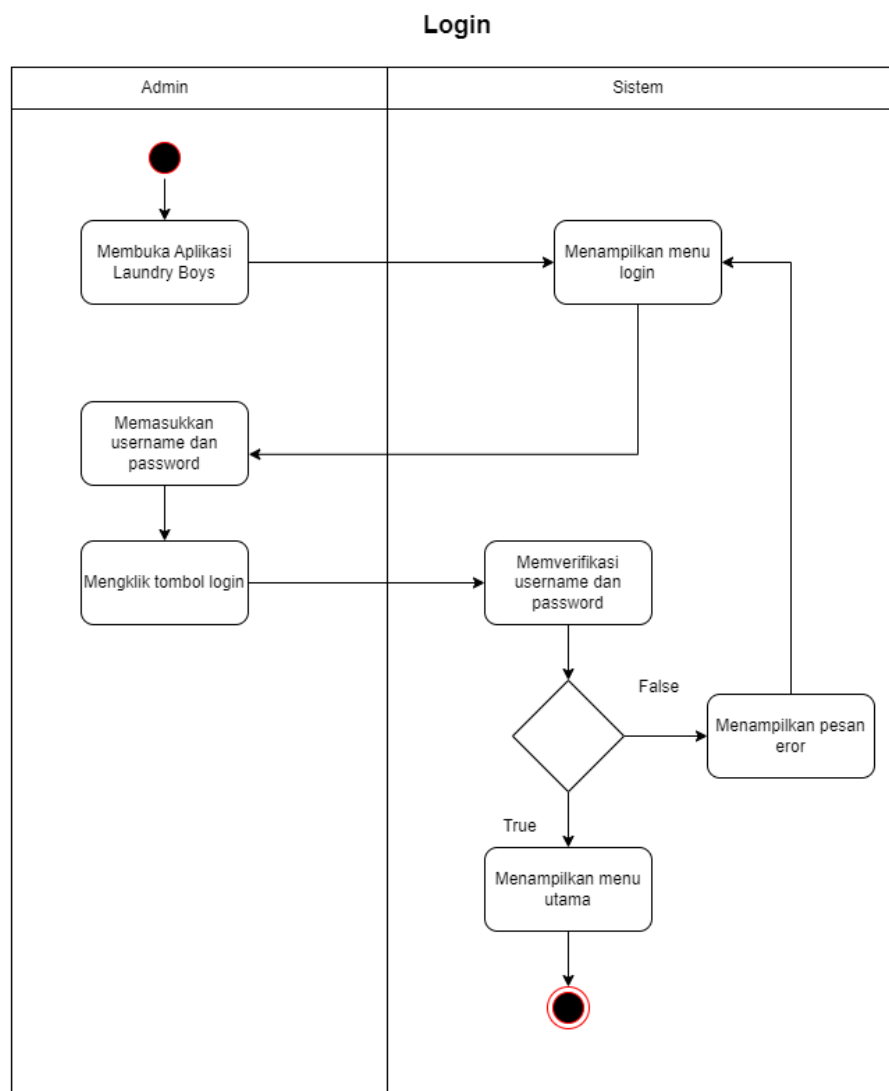 Login
Admin
Sistem
Membuka Aplikasi
Laundry Boys
Menampilkan menu
login
Memasukkan
username dan
password
Mengklik tombol login
Memverifikasi
username dan
password
False
Menampilkan pesan
eror
True
Menampilkan menu
utama